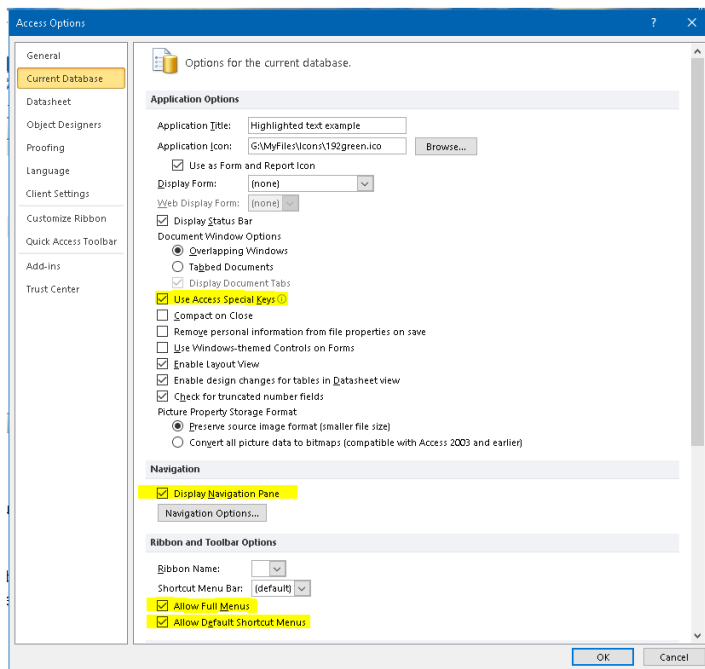 Access Options
?
General
Current Database
Datasheet
Object Designers
Proofing
Language
Client Settings
Customize Ribbon
Quick Access Toolbar
Add-ins
Trust Center
Options for the current database.
Application Options
Application Title: Highlighted text example
Application Icon: G:\MyFiles\Icons\192green.ico Browse...
Use as Form and Report Icon
Display Form: (none)
Web Display Form: (none)
Display Status Bar
Document Window Options
Overlapping Windows
Tabbed Documents
Display Document Tabs
Use Access Special Keys
Compact on Close
Remove personal information from file properties on save
Use Windows-themed Controls on Forms
Enable Layout View
Enable design changes for tables in Datasheet view
Check for truncated number fields
Picture Property Storage Format
Preserve source image format (smaller file size)
Convert all picture data to bitmaps (compatible with Access 2003 and earlier)
Navigation
Display Navigation Pane
Navigation Options...
Ribbon and Toolbar Options
Ribbon Name:
Shortcut Menu Bar: (default)
Allow Full Menus
Allow Default Shortcut Menus
OK Cancel